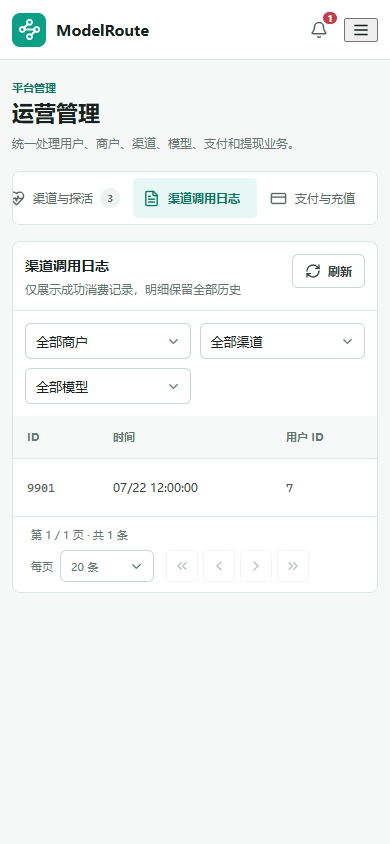 ModelRoute
1
平台管理
运营管理
统一处理用户、商户、渠道、模型、支付和提现业务。
渠道与探活 3 渠道调用日志 支付与充值
渠道调用日志
仅展示成功消费记录，明细保留全部历史
刷新
全部商户 全部渠道
全部模型
ID 时间 用户 ID
9901 07/22 12:00:00 7
第 1 / 1 页 · 共 1 条
每页 20 条